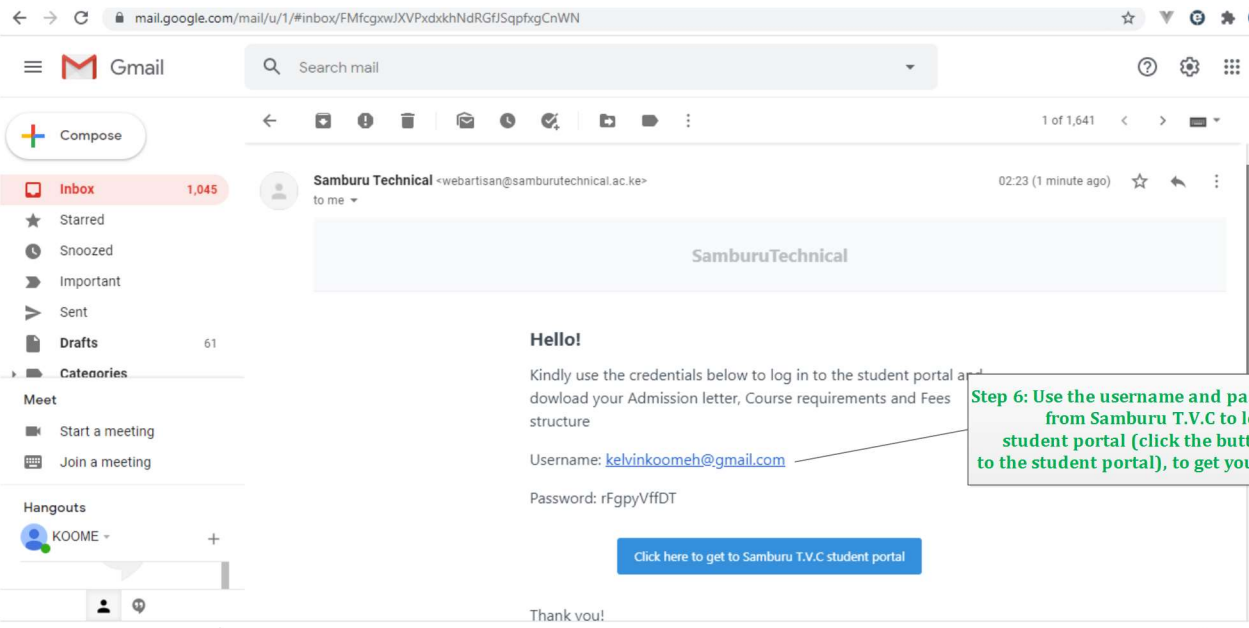 mail.google.com/mail/u/1/#inbox/FMfcgxwJXVPxdxkhNdRGfJSqpfxgCnWN
Gmail
Search mail
Compose
1 of 1,641
Inbox 1,045
Starred
Snoozed
Important
Sent
Drafts 61
Categories
Meet
Start a meeting
Join a meeting
Hangouts
KOOME
Samburu Technical <webartisan@samburutechnical.ac.ke>
02:23 (1 minute ago)
to me
SamburuTechnical
Hello!
Kindly use the credentials below to log in to the student portal and
dowload your Admission letter, Course requirements and Fees
structure
Username: kelvinkoomeh@gmail.com
Password: rFgpyVffDT
Click here to get to Samburu T.V.C student portal
Thank you!
Step 6: Use the username and pa
from Samburu T.V.C to l
student portal (click the butt
to the student portal), to get you